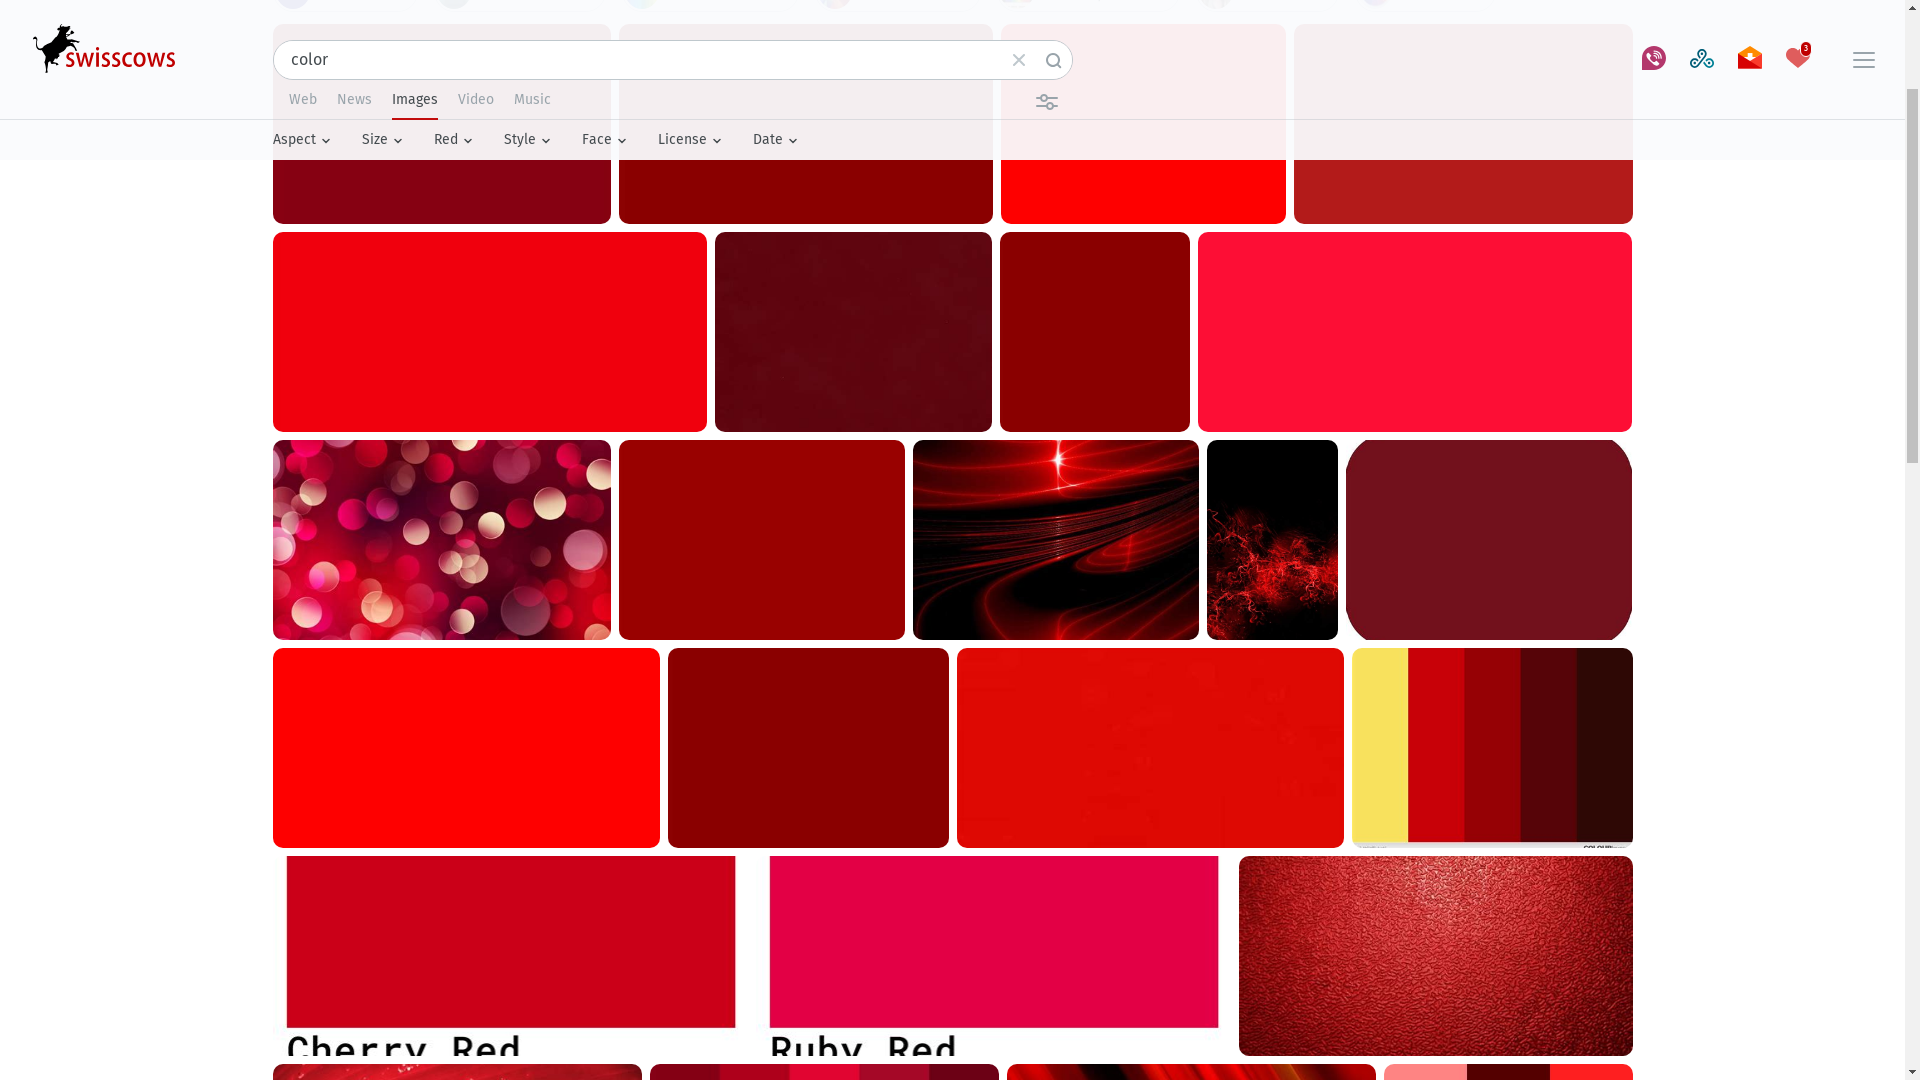 swisscows
color
3
Web News Images Video Music
Aspect Size Red Style Face License Date
Cherry Red
Ruby Red